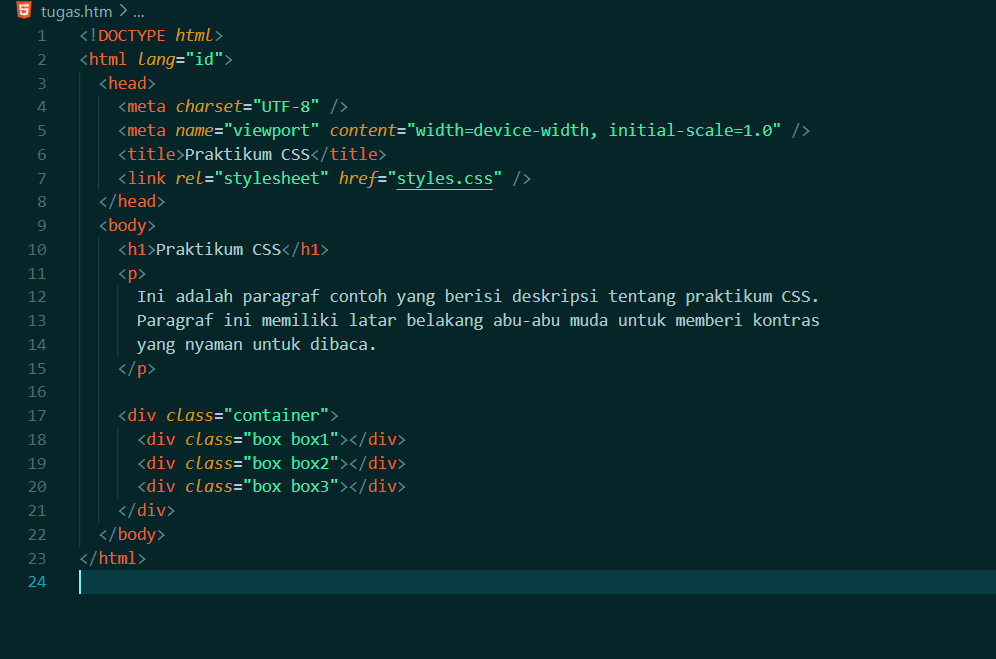 tugas.htm > ...
1 <!DOCTYPE html>
2 <html lang="id">
3 <head>
4 <meta charset="UTF-8" />
5 <meta name="viewport" content="width=device-width, initial-scale=1.0" />
6 <title>Praktikum CSS</title>
7 <link rel="stylesheet" href="styles.css" />
8 </head>
9 <body>
10 <h1>Praktikum CSS</h1>
11 <p>
12 Ini adalah paragraf contoh yang berisi deskripsi tentang praktikum CSS.
13 Paragraf ini memiliki latar belakang abu-abu muda untuk memberi kontras
14 yang nyaman untuk dibaca.
15 </p>
16
17 <div class="container">
18 <div class="box box1"></div>
19 <div class="box box2"></div>
20 <div class="box box3"></div>
21 </div>
22 </body>
23 </html>
24